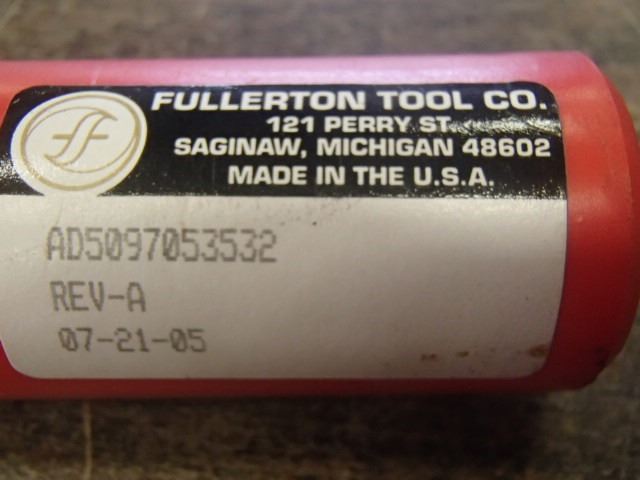 FULLERTON TOOL CO.
121 PERRY ST.
SAGINAW, MICHIGAN 48602
MADE IN THE U.S.A.
AD5097053532
REV-A
07-21-05